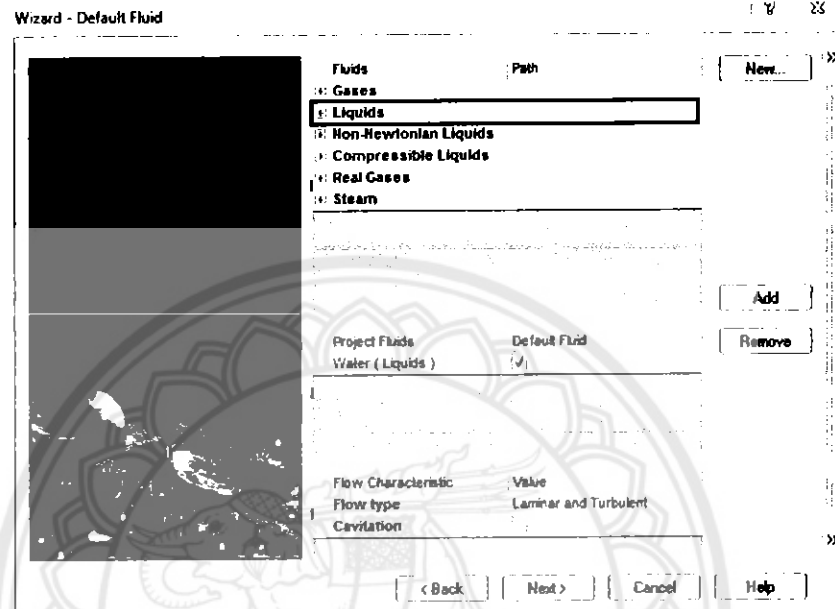 Wizard - Default Fluid
Fluids Path New...
Gases
Liquids
Non-Newtonian Liquids
Compressible Liquids
Real Gases
Steam
Add
Project Fluids Default Fluid Remove
Water ( Liquids )
Flow Characteristic Value
Flow type Laminar and Turbulent
Cavitation
< Back Next > Cancel Help